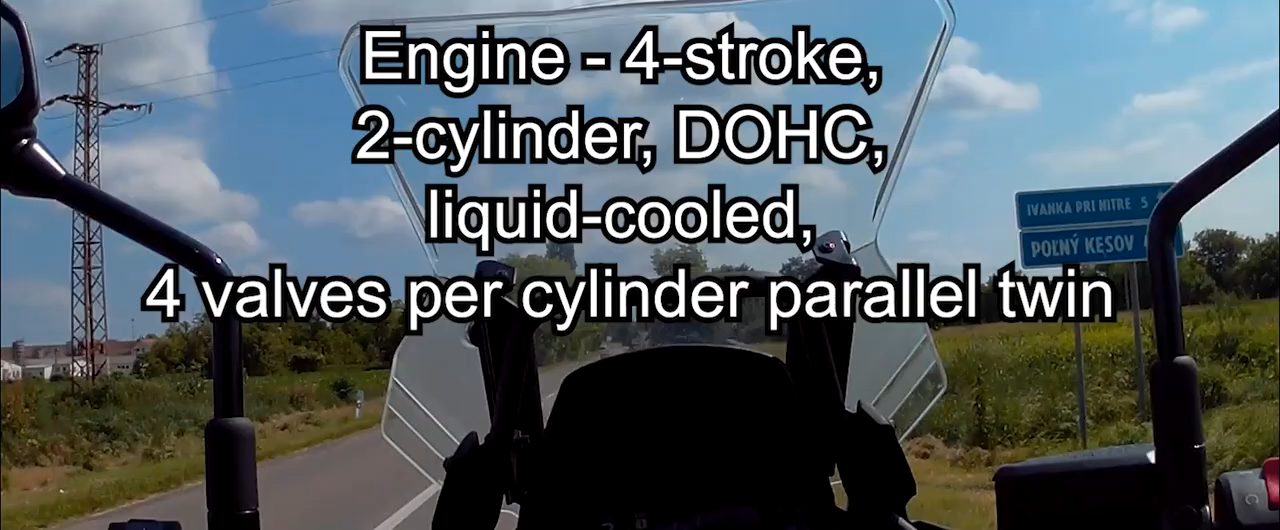 Engine - 4-stroke,
2-cylinder, DOHC,
liquid-cooled,
4 valves per cylinder parallel twin
IVANKA PRI NITRE 5
POĽNÝ KESOV